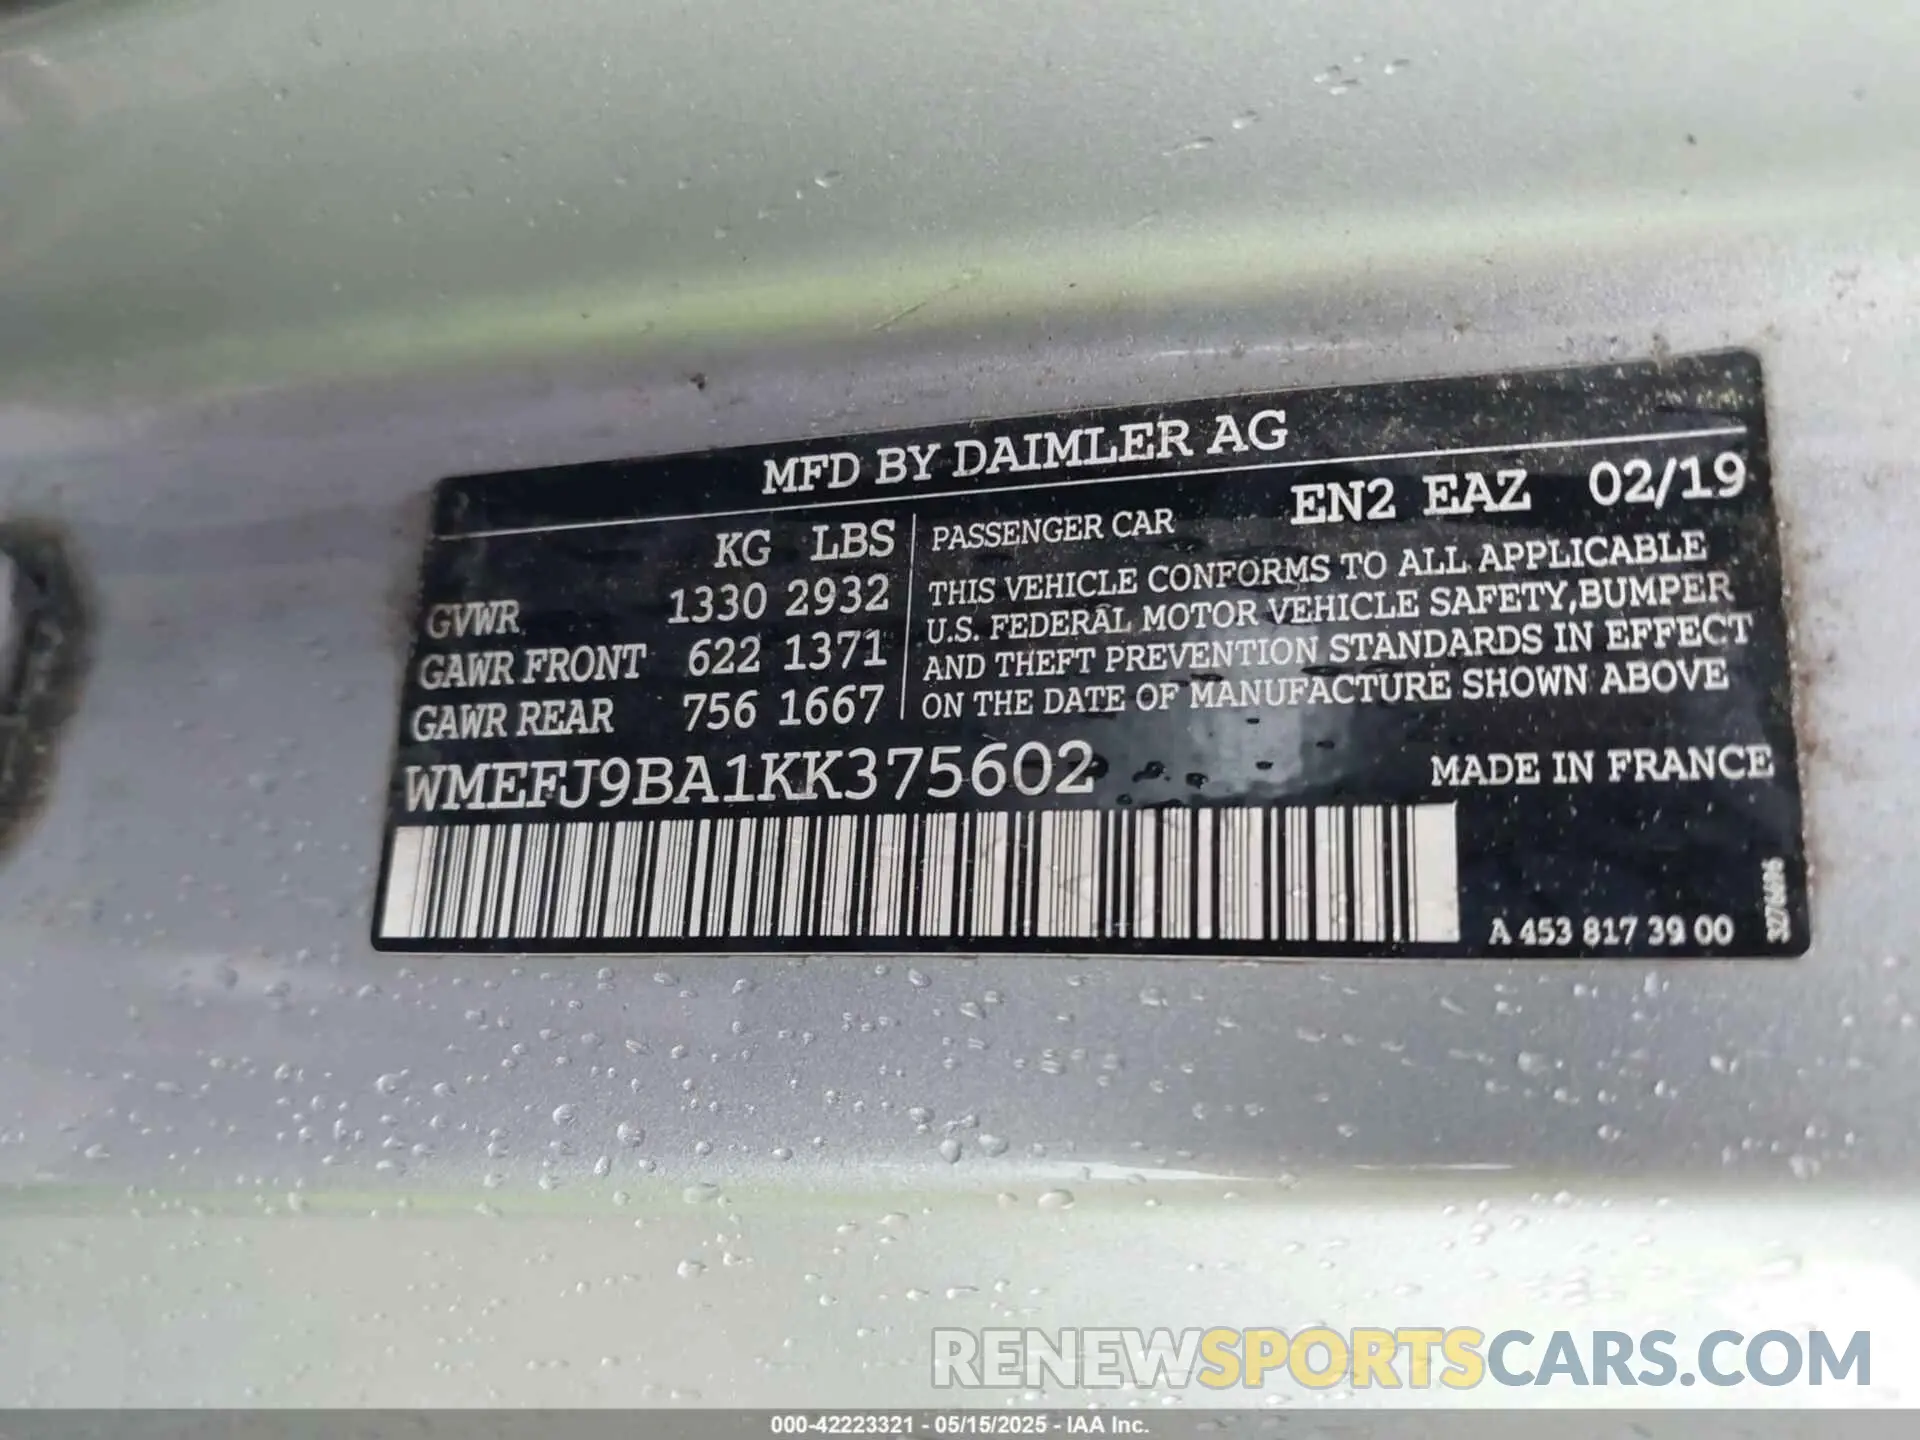 MFD BY DAIMLER AG
EN2 EAZ 02/19
KG LBS
GVWR 1330 2932
GAWR FRONT 622 1371
GAWR REAR 756 1667
PASSENGER CAR
THIS VEHICLE CONFORMS TO ALL APPLICABLE
U.S. FEDERAL MOTOR VEHICLE SAFETY,BUMPER
AND THEFT PREVENTION STANDARDS IN EFFECT
ON THE DATE OF MANUFACTURE SHOWN ABOVE
WMEFJ9BA1KK375602
MADE IN FRANCE
A 453 817 39 00
RENEWSPORTSCARS.COM
000-42223321 - 05/15/2025 - IAA Inc.